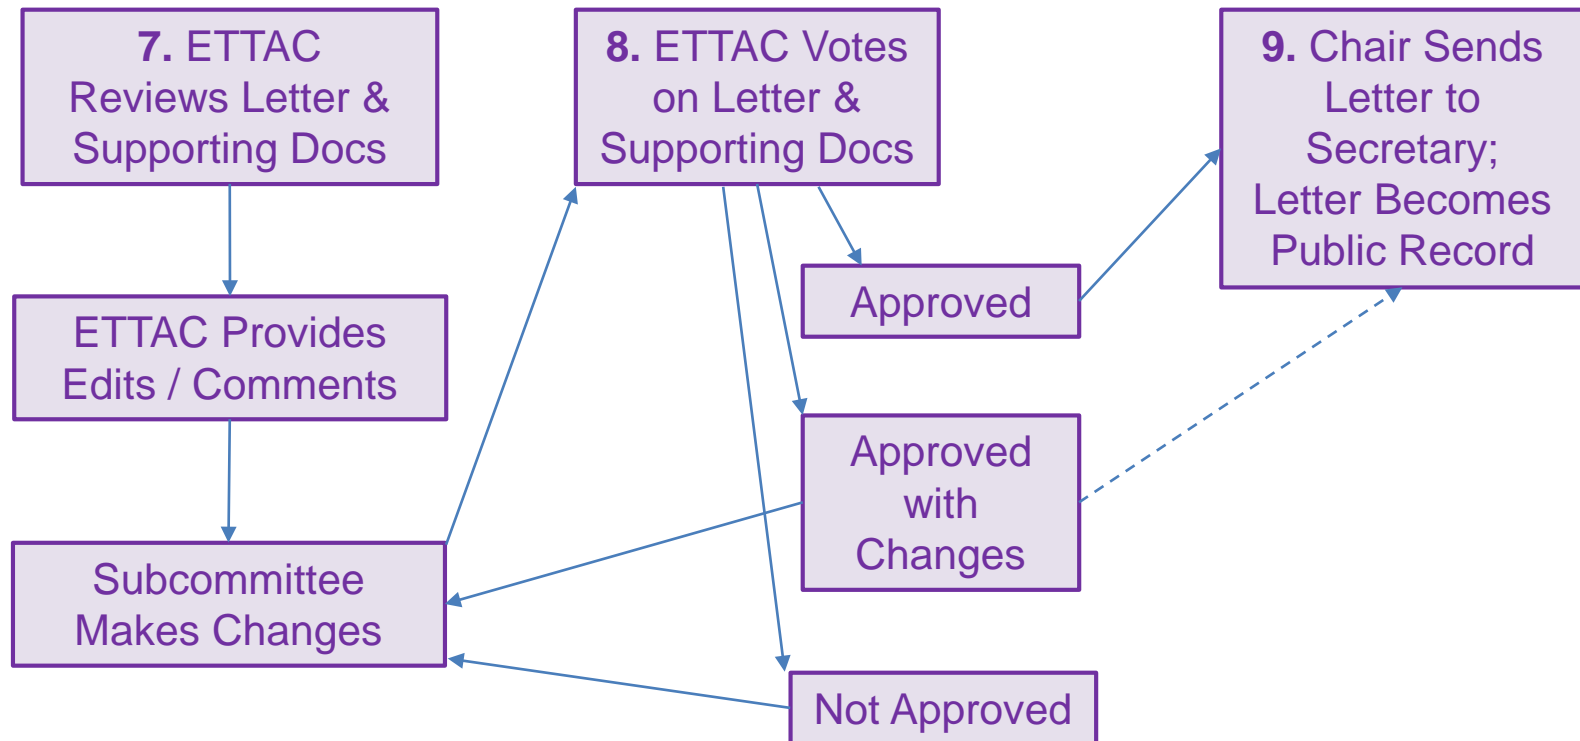 7. ETTAC
Reviews Letter &
Supporting Docs
ETTAC Provides
Edits / Comments
Subcommittee
Makes Changes
8. ETTAC Votes
on Letter &
Supporting Docs
Approved
Approved
with
Changes
Not Approved
9. Chair Sends
Letter to
Secretary;
Letter Becomes
Public Record